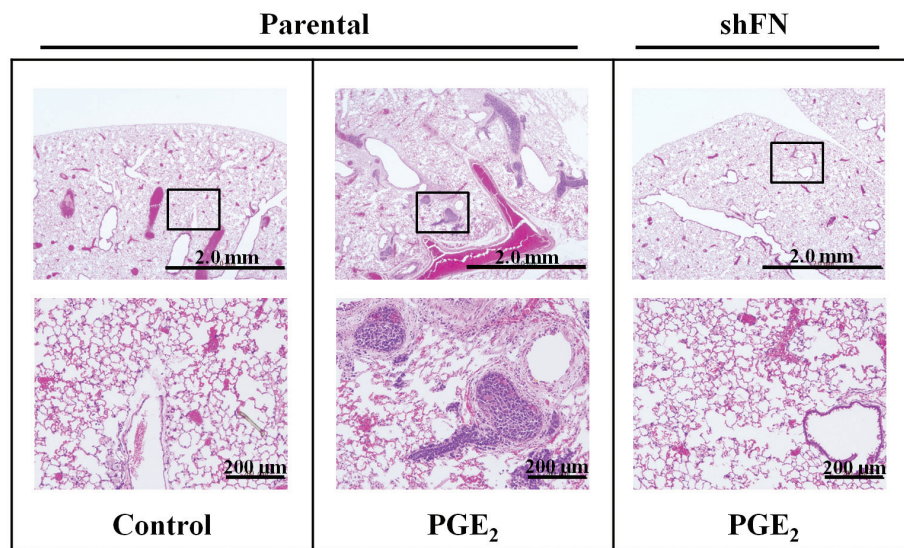 Parental shFN
2.0 mm 2.0 mm 2.0 mm
200 µm 200 µm 200 µm
Control PGE₂ PGE₂